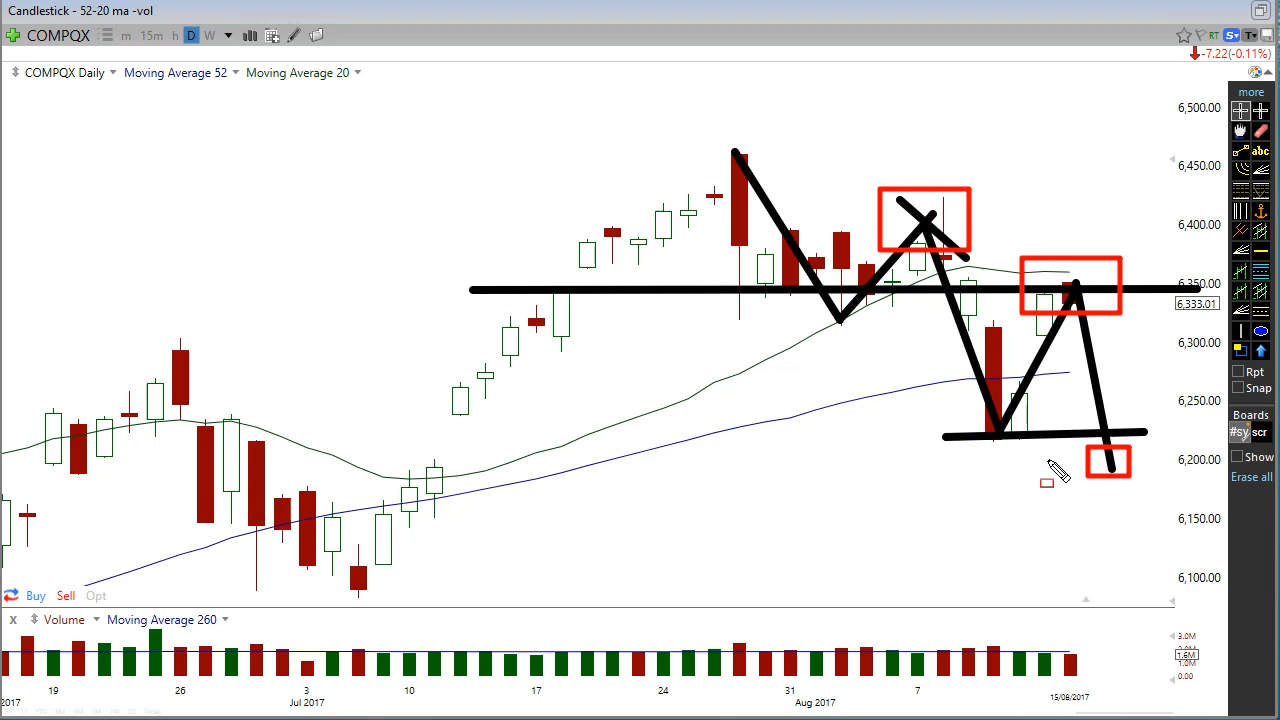 Candlestick - 52-20 ma -vol
COMPQX m 15m h D W RT S T
-7.22(-0.11%)
COMPQX Daily Moving Average 52 Moving Average 20
more
6,500.00
6,450.00
6,400.00
6,350.00
6,333.01
6,300.00
6,250.00
6,200.00
6,150.00
6,100.00
abc
Rpt
Snap
Boards
#sy scr
Show
Erase all
Buy Sell Opt
X Volume Moving Average 260
3.0M
1.6M
1.0M
0.00
19 26 3 10 17 24 31 7 15/08/2017
2017 Jul 2017 Aug 2017